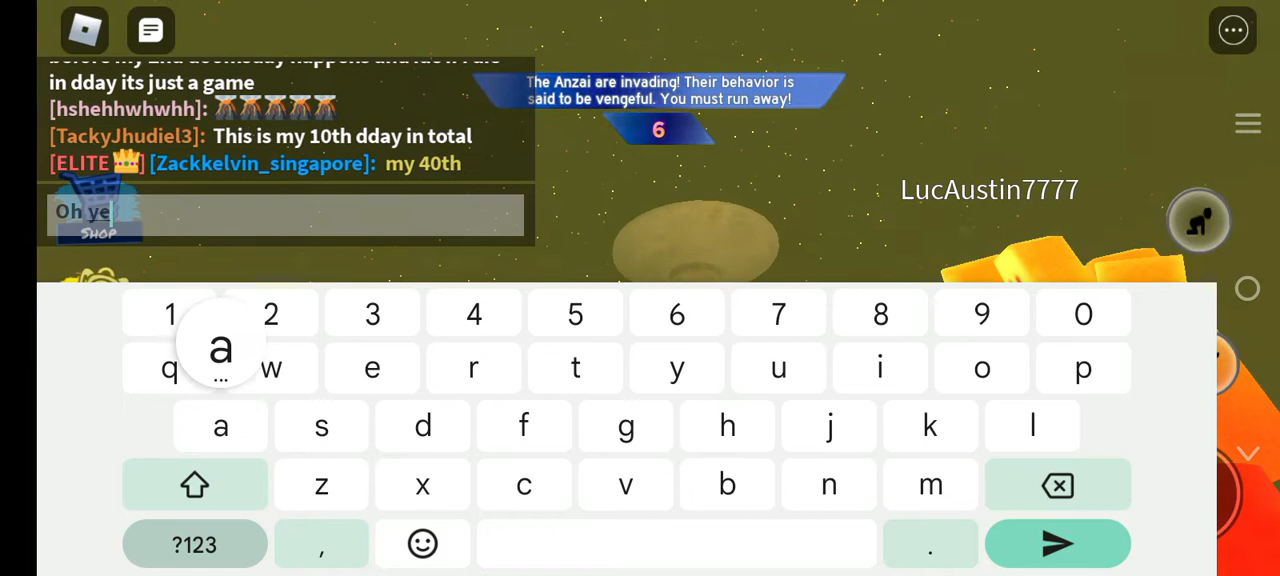 in dday its just a game
[hshehhwhwhh]: 🌋🌋🌋🌋🌋
[TackyJhudiel3]: This is my 10th dday in total
[ELITE👑] [Zackkelvin_singapore]: my 40th
Oh ye
SHOP
The Anzai are invading! Their behavior is
said to be vengeful. You must run away!
6
LucAustin7777
1 2 3 4 5 6 7 8 9 0
a
q w e r t y u i o p
a s d f g h j k l
z x c v b n m
?123 , .